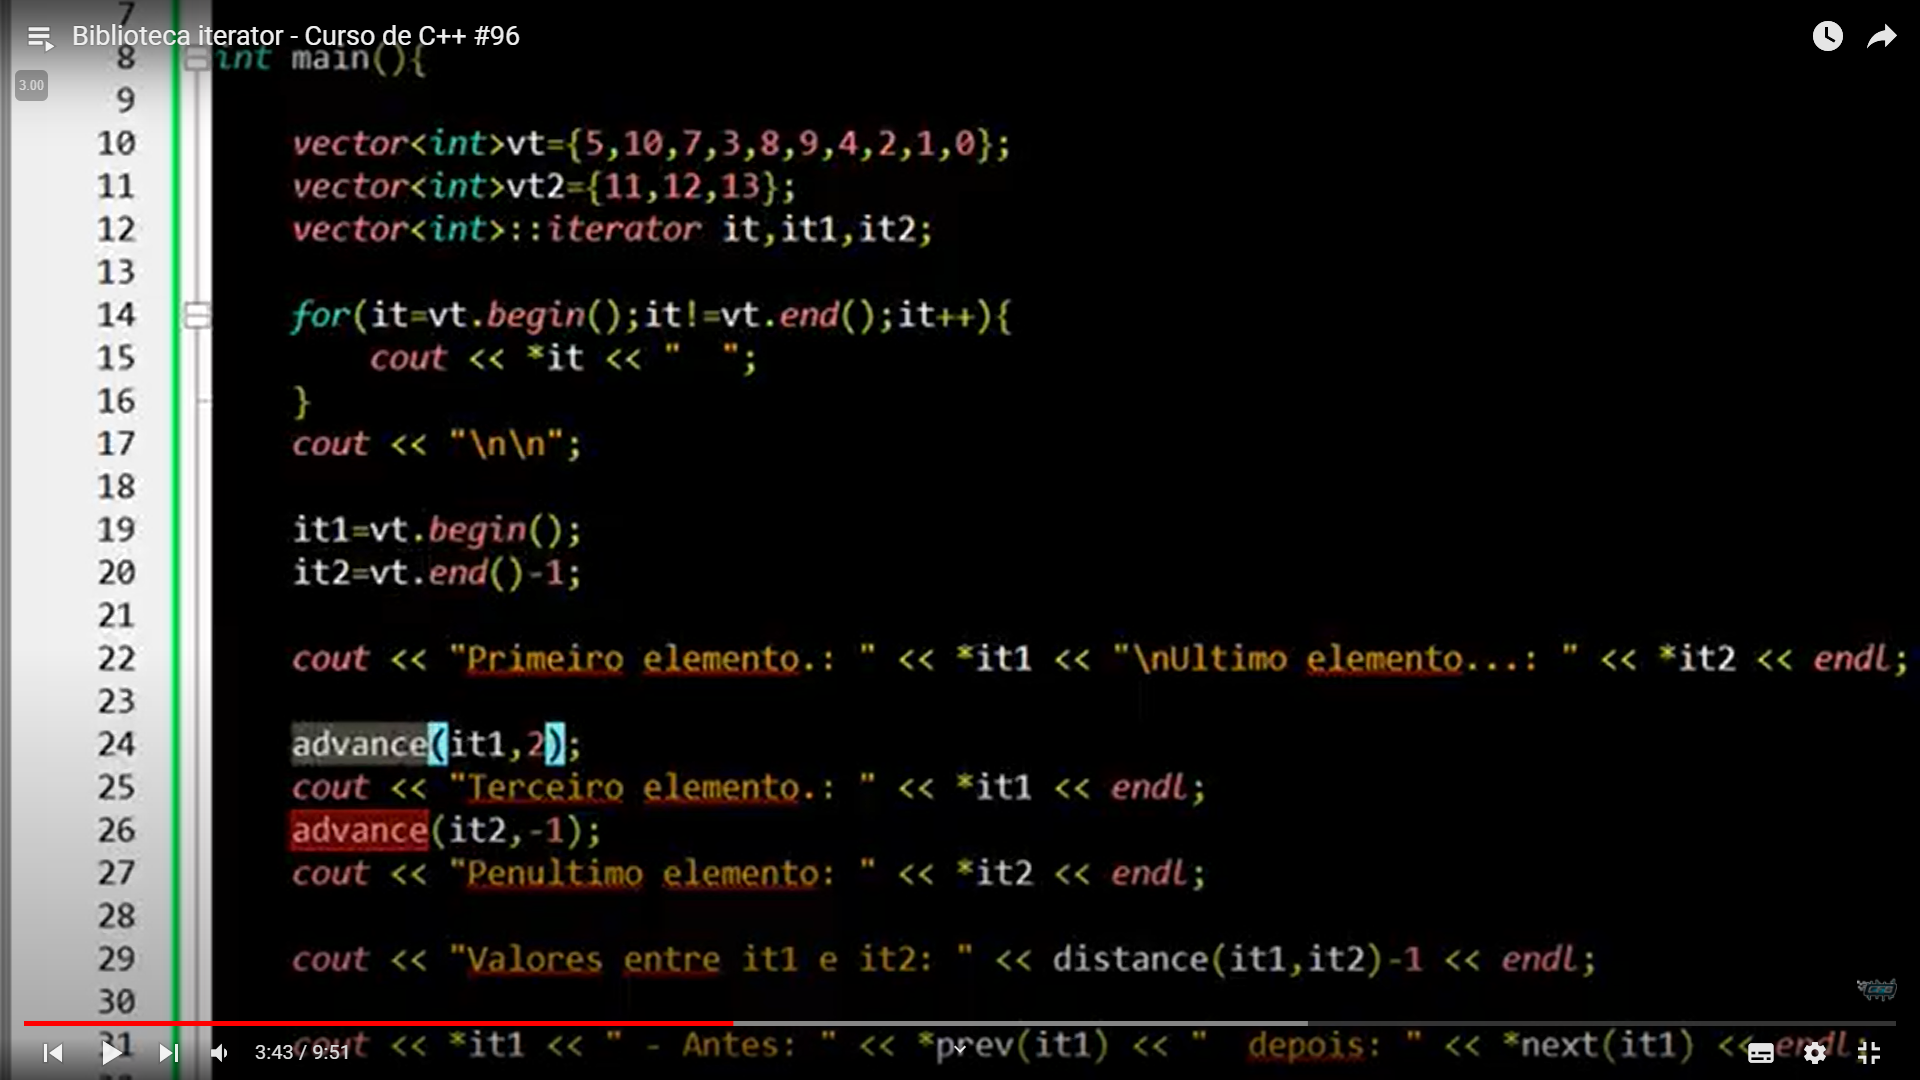 Biblioteca iterator - Curso de C++ #96
3.00
7
8 int main(){
9
10 vector<int>vt={5,10,7,3,8,9,4,2,1,0};
11 vector<int>vt2={11,12,13};
12 vector<int>::iterator it,it1,it2;
13
14 for(it=vt.begin();it!=vt.end();it++){
15 cout << *it << "  ";
16 }
17 cout << "\n\n";
18
19 it1=vt.begin();
20 it2=vt.end()-1;
21
22 cout << "Primeiro elemento.: " << *it1 << "\nUltimo elemento...: " << *it2 << endl;
23
24 advance(it1,2);
25 cout << "Terceiro elemento.: " << *it1 << endl;
26 advance(it2,-1);
27 cout << "Penultimo elemento: " << *it2 << endl;
28
29 cout << "Valores entre it1 e it2: " << distance(it1,it2)-1 << endl;
30
31 cout << *it1 << " - Antes: " << *prev(it1) << "  depois: " << *next(it1) << endl;
3:43 / 9:51